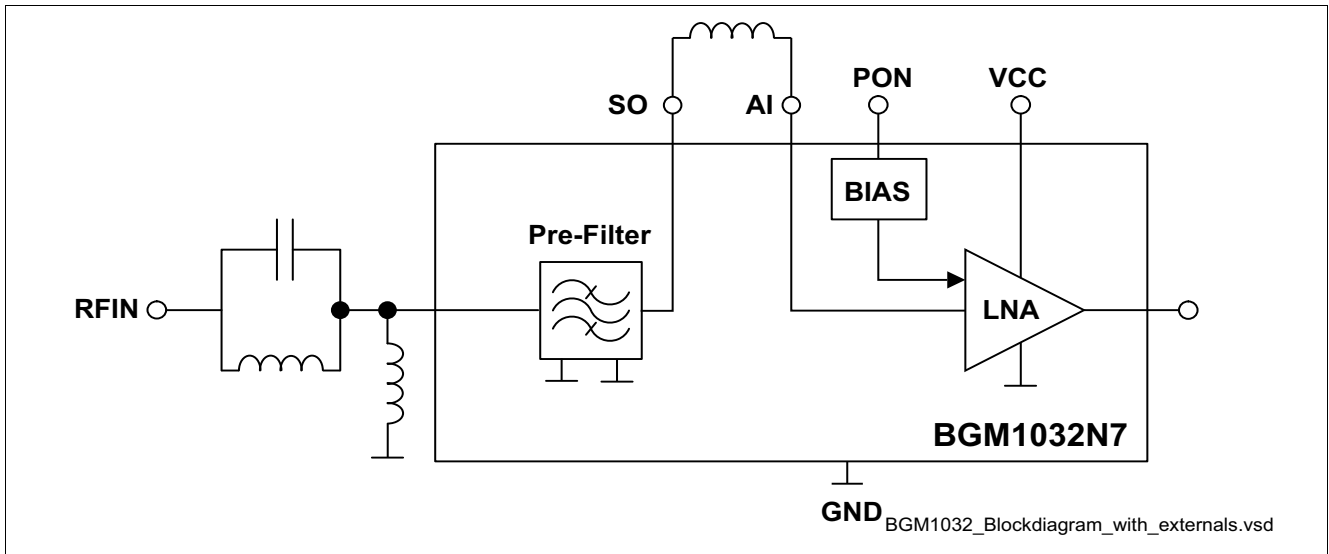 PON VCC
SO AI
BIAS
Pre-Filter
RFIN
LNA
BGM1032N7
GND
BGM1032_Blockdiagram_with_externals.vsd